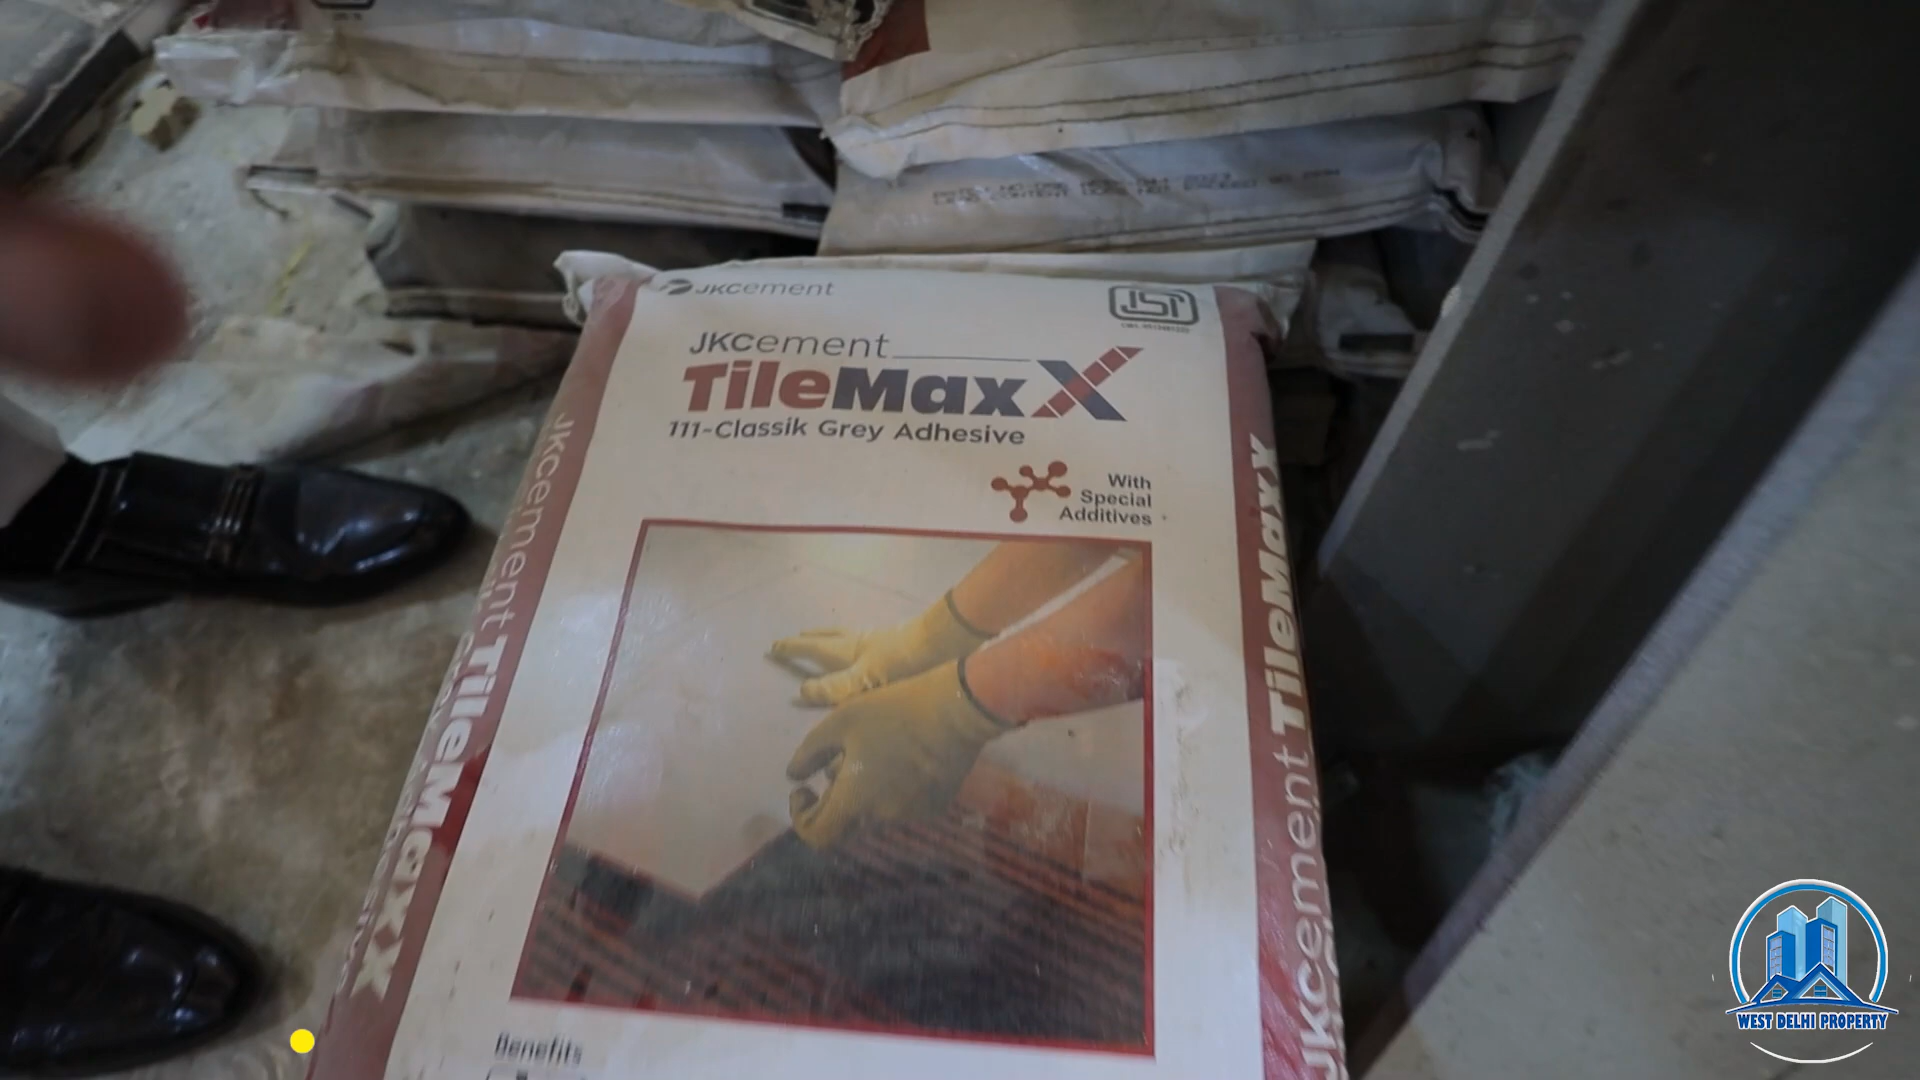 JKcement
ISI
JKCement
TileMaxX
111-Classik Grey Adhesive
With
Special
Additives
JKcement TileMaxX
JKcement TileMaxX
Benefits
WEST DELHI PROPERTY